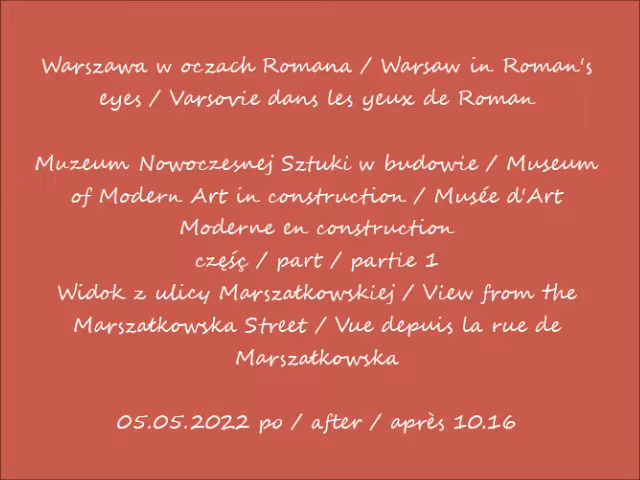 Warszawa w oczach Romana / Warsaw in Roman's
eyes / Varsovie dans les yeux de Roman
Muzeum Nowoczesnej Sztuki w budowie / Museum
of Modern Art in construction / Musée d'Art
Moderne en construction
częśç / part / partie 1
Widok z ulicy Marszałkowskiej / View from the
Marszałkowska Street / Vue depuis la rue de
Marszałkowska
05.05.2022 po / after / après 10.16